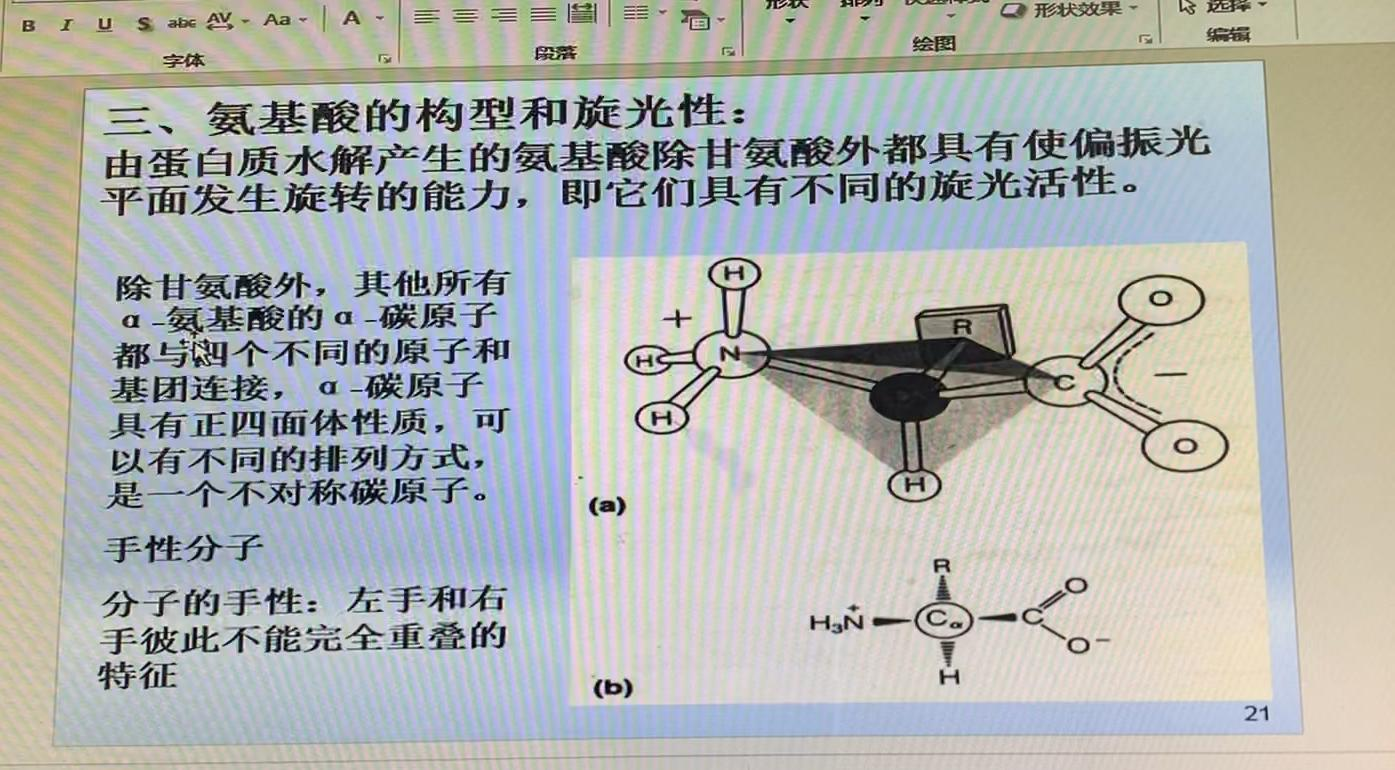 B I U S abc AV Aa A
字体
段落
绘图
形状效果
选择
编辑
三、氨基酸的构型和旋光性：
由蛋白质水解产生的氨基酸除甘氨酸外都具有使偏振光
平面发生旋转的能力，即它们具有不同的旋光活性。
除甘氨酸外，其他所有
α-氨基酸的α-碳原子
都与四个不同的原子和
基团连接，α-碳原子
具有正四面体性质，可
以有不同的排列方式，
是一个不对称碳原子。
手性分子
分子的手性：左手和右
手彼此不能完全重叠的
特征
H
+
R
O
H
N
C
−
H
O
H
(a)
R
O
H₃N⁺
Cα
C
O⁻
H
(b)
21